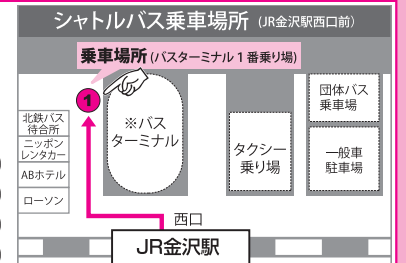 シャトルバス乗車場所 (JR金沢駅西口前)
乗車場所 (バスターミナル1番乗り場)
1
北鉄バス
待合所
ニッポン
レンタカー
ABホテル
ローソン
※バス
ターミナル
タクシー
乗り場
団体バス
乗車場
一般車
駐車場
西口
JR金沢駅